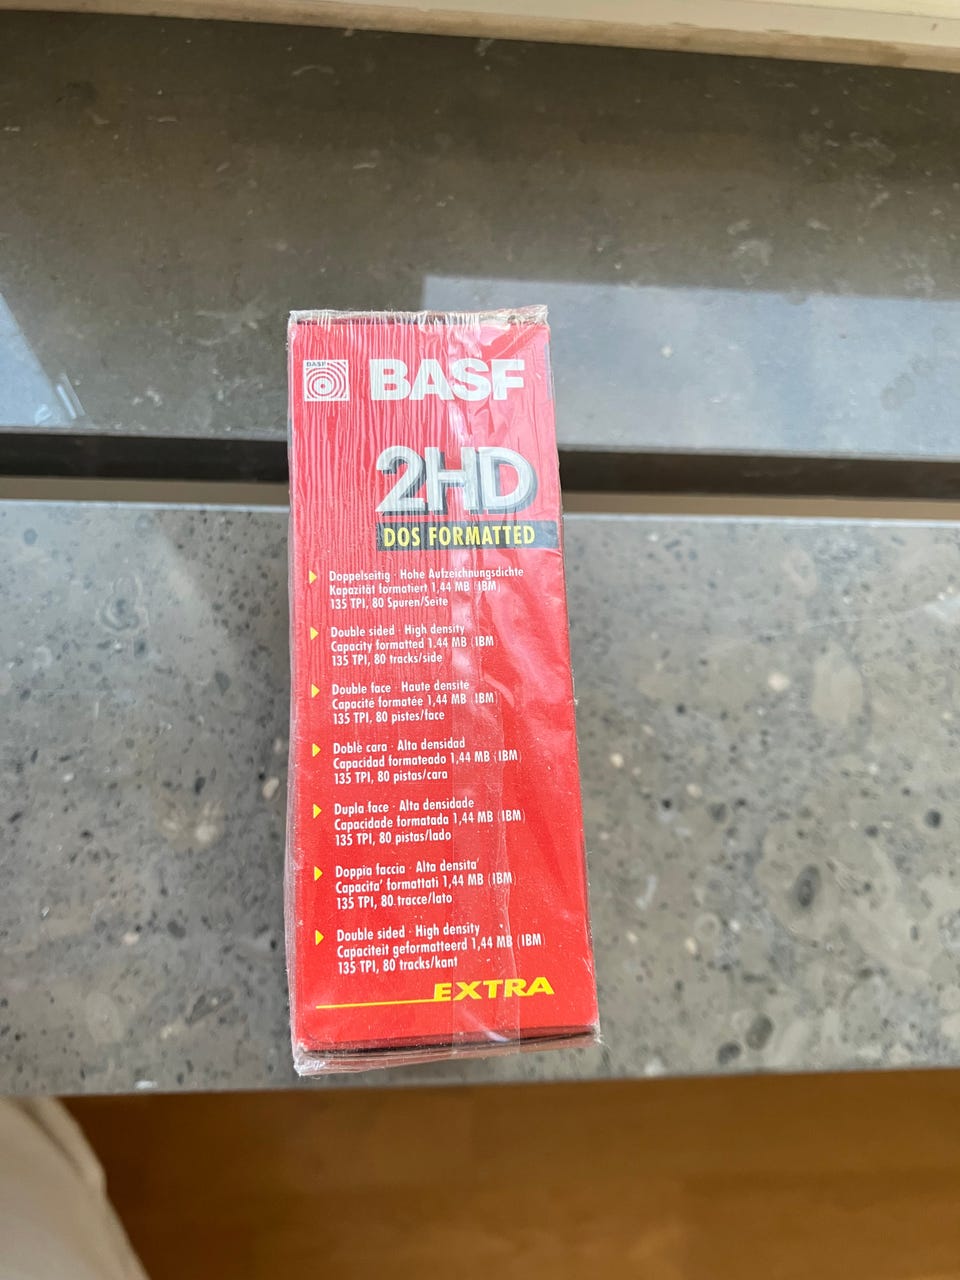 BASF
BASF
2HD
DOS FORMATTED
Doppelseitig · Hohe Aufzeichnungsdichte
Kapazität formatiert 1,44 MB (IBM)
135 TPI, 80 Spuren/Seite
Double sided · High density
Capacity formatted 1.44 MB (IBM)
135 TPI, 80 tracks/side
Double face · Haute densité
Capacité formatée 1,44 MB (IBM)
135 TPI, 80 pistes/face
Doble cara · Alta densidad
Capacidad formateado 1,44 MB (IBM)
135 TPI, 80 pistas/cara
Dupla face · Alta densidade
Capacidade formatada 1,44 MB (IBM)
135 TPI, 80 pistas/lado
Doppia faccia · Alta densita'
Capacita' formattati 1,44 MB (IBM)
135 TPI, 80 tracce/lato
Double sided · High density
Capaciteit geformatteerd 1,44 MB (IBM)
135 TPI, 80 tracks/kant
EXTRA